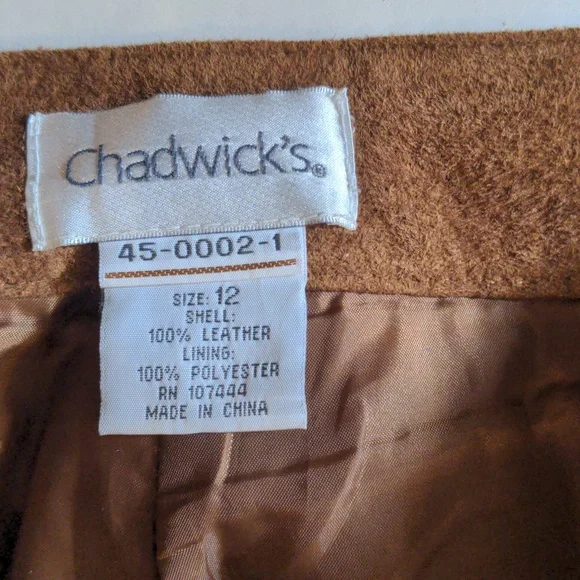 Chadwick's®
45-0002-1
SIZE: 12
SHELL:
100% LEATHER
LINING:
100% POLYESTER
RN 107444
MADE IN CHINA